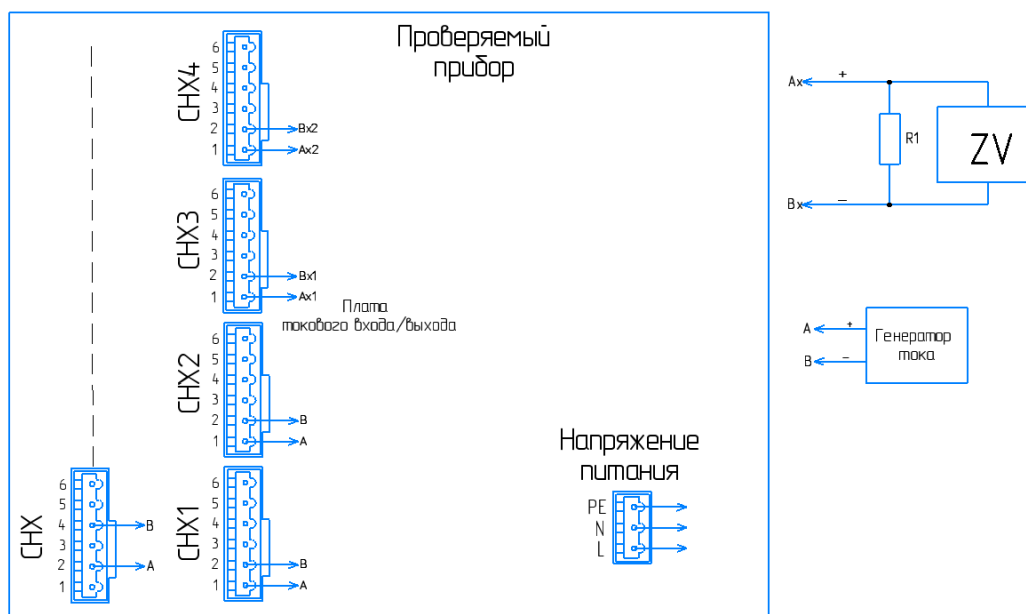 Проверяемый
прибор
CHX4
6
5
4
3
2
1
Bx2
Ax2
CHX3
6
5
4
3
2
1
Bx1
Ax1
Плата
токового входа/выхода
CHX2
6
5
4
3
2
1
B
A
CHX1
6
5
4
3
2
1
B
A
CHX
6
5
4
3
2
1
B
A
Напряжение
питания
PE
N
L
Ax
+
R1
ZV
Bx
–
A
+
B
–
Генератор
тока